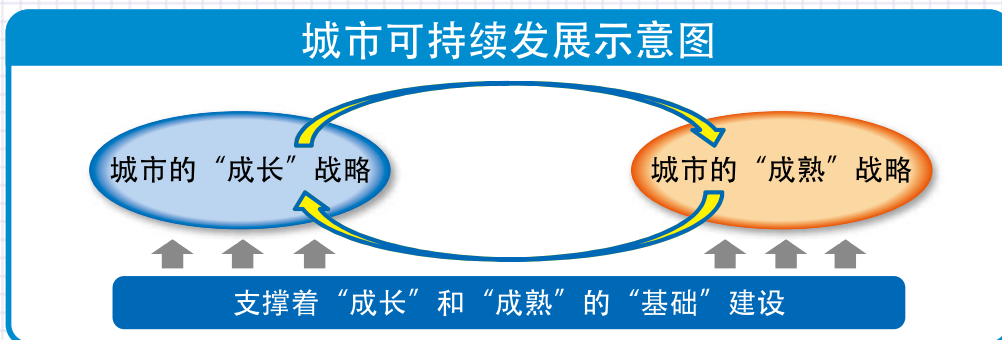 城市可持续发展示意图
城市的“成长”战略
城市的“成熟”战略
支撑着“成长”和“成熟”的“基础”建设